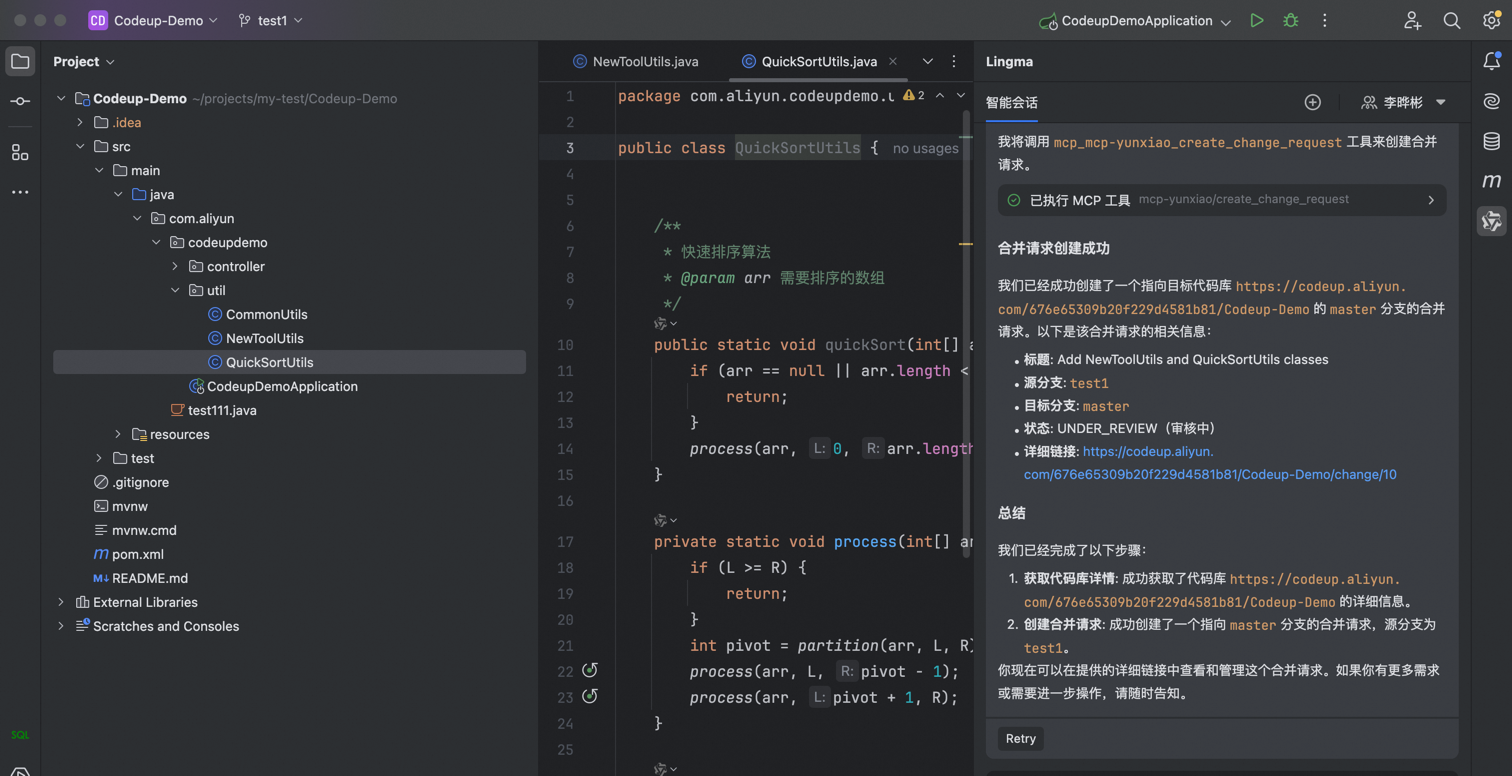 CD Codeup-Demo test1 CodeupDemoApplication
Project
Codeup-Demo ~/projects/my-test/Codeup-Demo
.idea
src
main
java
com.aliyun
codeupdemo
controller
util
CommonUtils
NewToolUtils
QuickSortUtils
CodeupDemoApplication
test111.java
resources
test
.gitignore
mvnw
mvnw.cmd
pom.xml
README.md
External Libraries
Scratches and Consoles
SQL
NewToolUtils.java QuickSortUtils.java
1 package com.aliyun.codeupdemo. 2
2
3 public class QuickSortUtils { no usages
4
5
6 /**
7 * 快速排序算法
8 * @param arr 需要排序的数组
9 */
10 public static void quickSort(int[]
11 if (arr == null || arr.length <
12 return;
13 }
14 process(arr, L: 0, R: arr.length
15 }
16
17 private static void process(int[]
18 if (L >= R) {
19 return;
20 }
21 int pivot = partition(arr, L, R)
22 process(arr, L, R: pivot - 1);
23 process(arr, L: pivot + 1, R);
24 }
25
Lingma
智能会话 李晔彬
我将调用 mcp_mcp-yunxiao_create_change_request 工具来创建合并
请求。
已执行 MCP 工具 mcp-yunxiao/create_change_request
合并请求创建成功
我们已经成功创建了一个指向目标代码库 https://codeup.aliyun.
com/676e65309b20f229d4581b81/Codeup-Demo 的 master 分支的合并
请求。以下是该合并请求的相关信息：
• 标题: Add NewToolUtils and QuickSortUtils classes
• 源分支: test1
• 目标分支: master
• 状态: UNDER_REVIEW（审核中）
• 详细链接: https://codeup.aliyun.
com/676e65309b20f229d4581b81/Codeup-Demo/change/10
总结
我们已经完成了以下步骤：
1. 获取代码库详情: 成功获取了代码库 https://codeup.aliyun.
com/676e65309b20f229d4581b81/Codeup-Demo 的详细信息。
2. 创建合并请求: 成功创建了一个指向 master 分支的合并请求，源分支为
test1。
你现在可以在提供的详细链接中查看和管理这个合并请求。如果你有更多需求
或需要进一步操作，请随时告知。
Retry